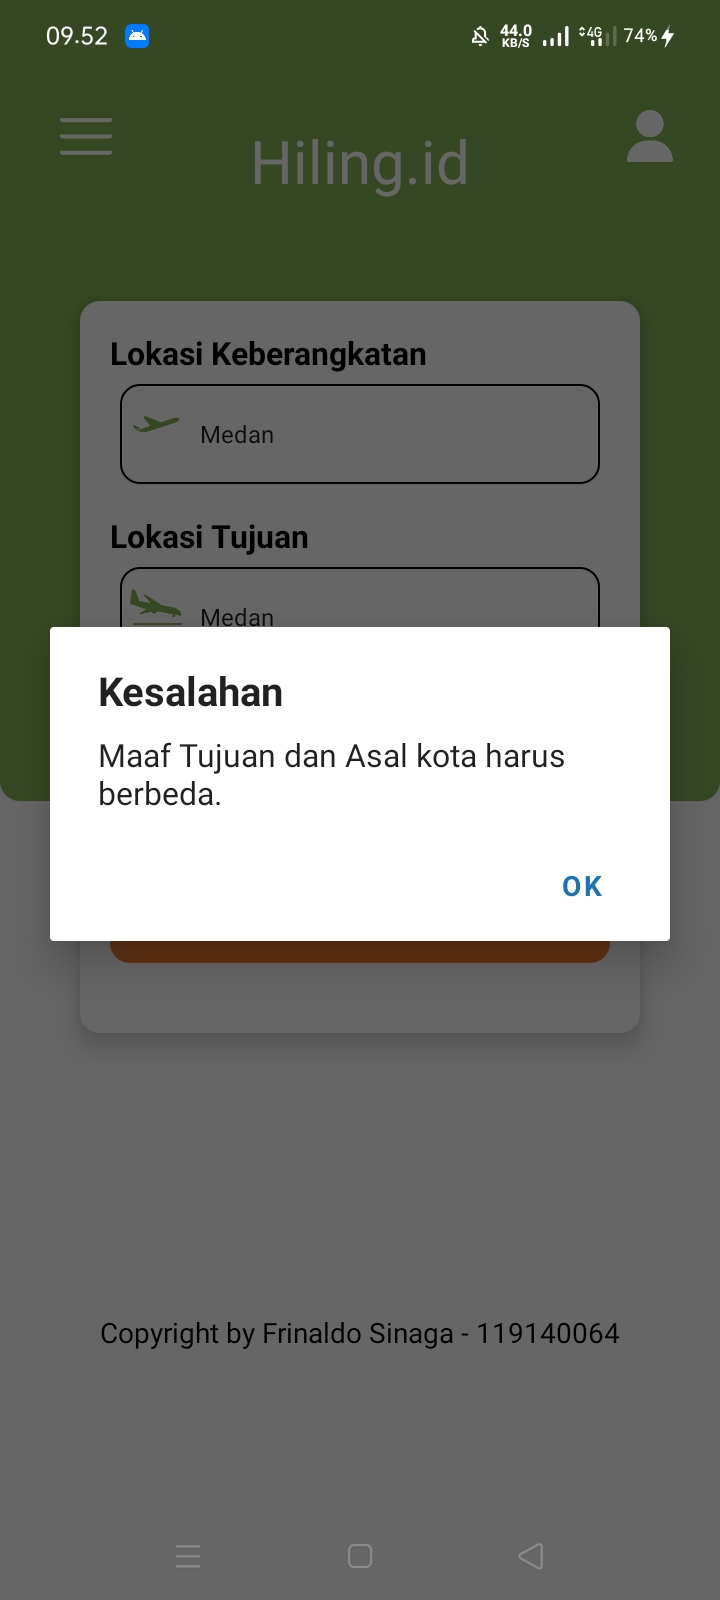 09.52
44.0
KB/S
4G
74%
Hiling.id
Lokasi Keberangkatan
Medan
Lokasi Tujuan
Medan
Kesalahan
Maaf Tujuan dan Asal kota harus
berbeda.
OK
Copyright by Frinaldo Sinaga - 119140064